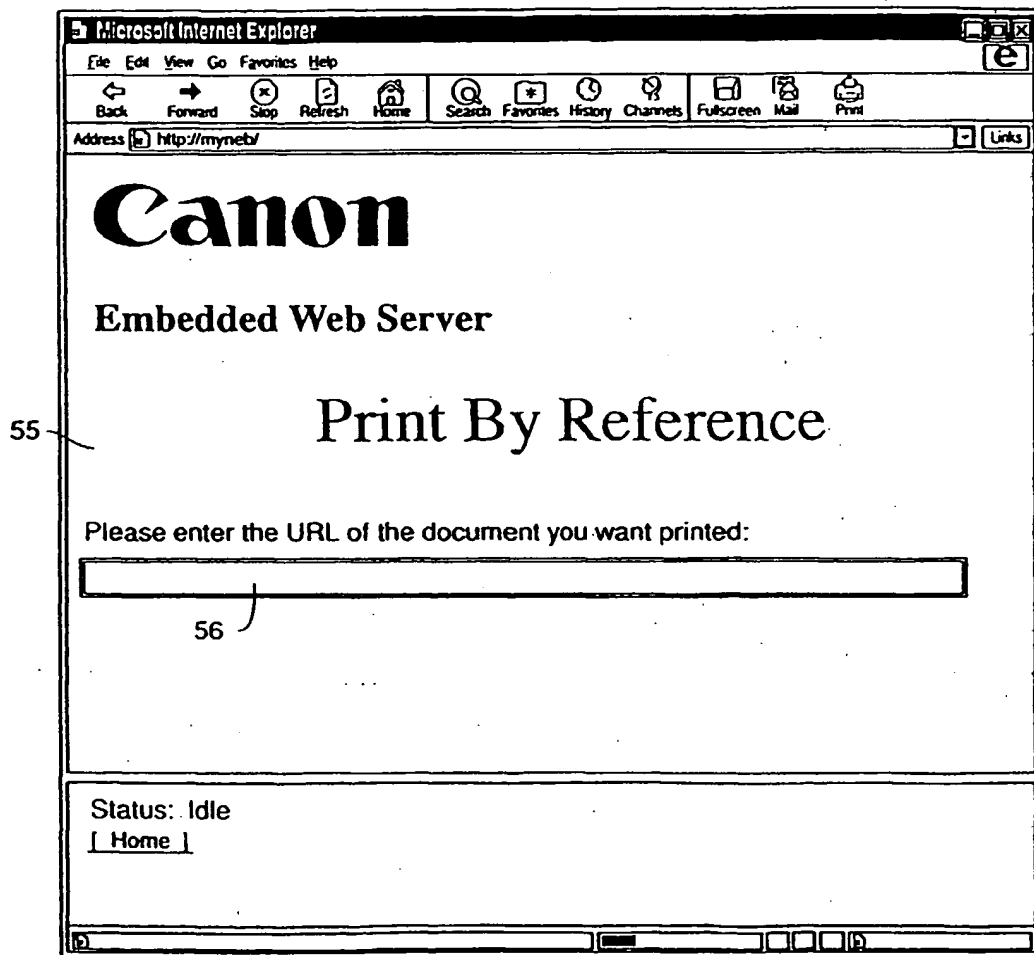 Microsoft Internet Explorer
File Edit View Go Favorites Help
e
Back Forward Stop Refresh Home Search Favorites History Channels Fullscreen Mail Print
Address http://myneb/ Links
Canon
Embedded Web Server
Print By Reference
55
Please enter the URL of the document you want printed:
56
Status: Idle
[ Home ]